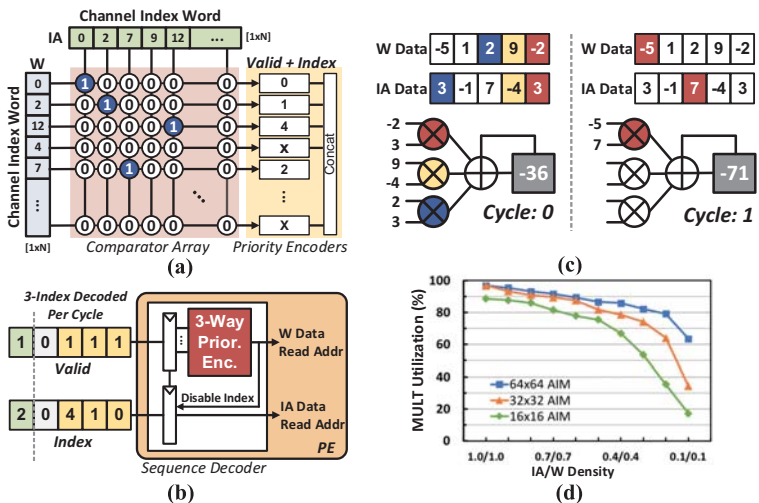 Channel Index Word
IA 0 2 7 9 12 ... [1xN]
W
Valid + Index
Channel Index Word
0 1 0 0 0 0 0 0
2 0 1 0 0 0 0 1
12 0 0 0 0 1 0 4
4 0 0 0 0 0 0 X
7 0 0 1 0 0 0 2
... ... ...
0 0 0 0 0 0 X
Concat
[1xN]
Comparator Array
Priority Encoders
(a)
W Data -5 1 2 9 -2
IA Data 3 -1 7 -4 3
-2
3
9
-4
2
3
-36
Cycle: 0
W Data -5 1 2 9 -2
IA Data 3 -1 7 -4 3
-5
7
-71
Cycle: 1
(c)
3-Index Decoded
Per Cycle
1 0 1 1 1
Valid
2 0 4 1 0
Index
3-Way
Prior.
Enc.
W Data
Read Addr
Disable Index
IA Data
Read Addr
PE
Sequence Decoder
(b)
MULT Utilization (%)
100
80
60
40
20
0
64x64 AIM
32x32 AIM
16x16 AIM
1.0/1.0 0.7/0.7 0.4/0.4 0.1/0.1
IA/W Density
(d)